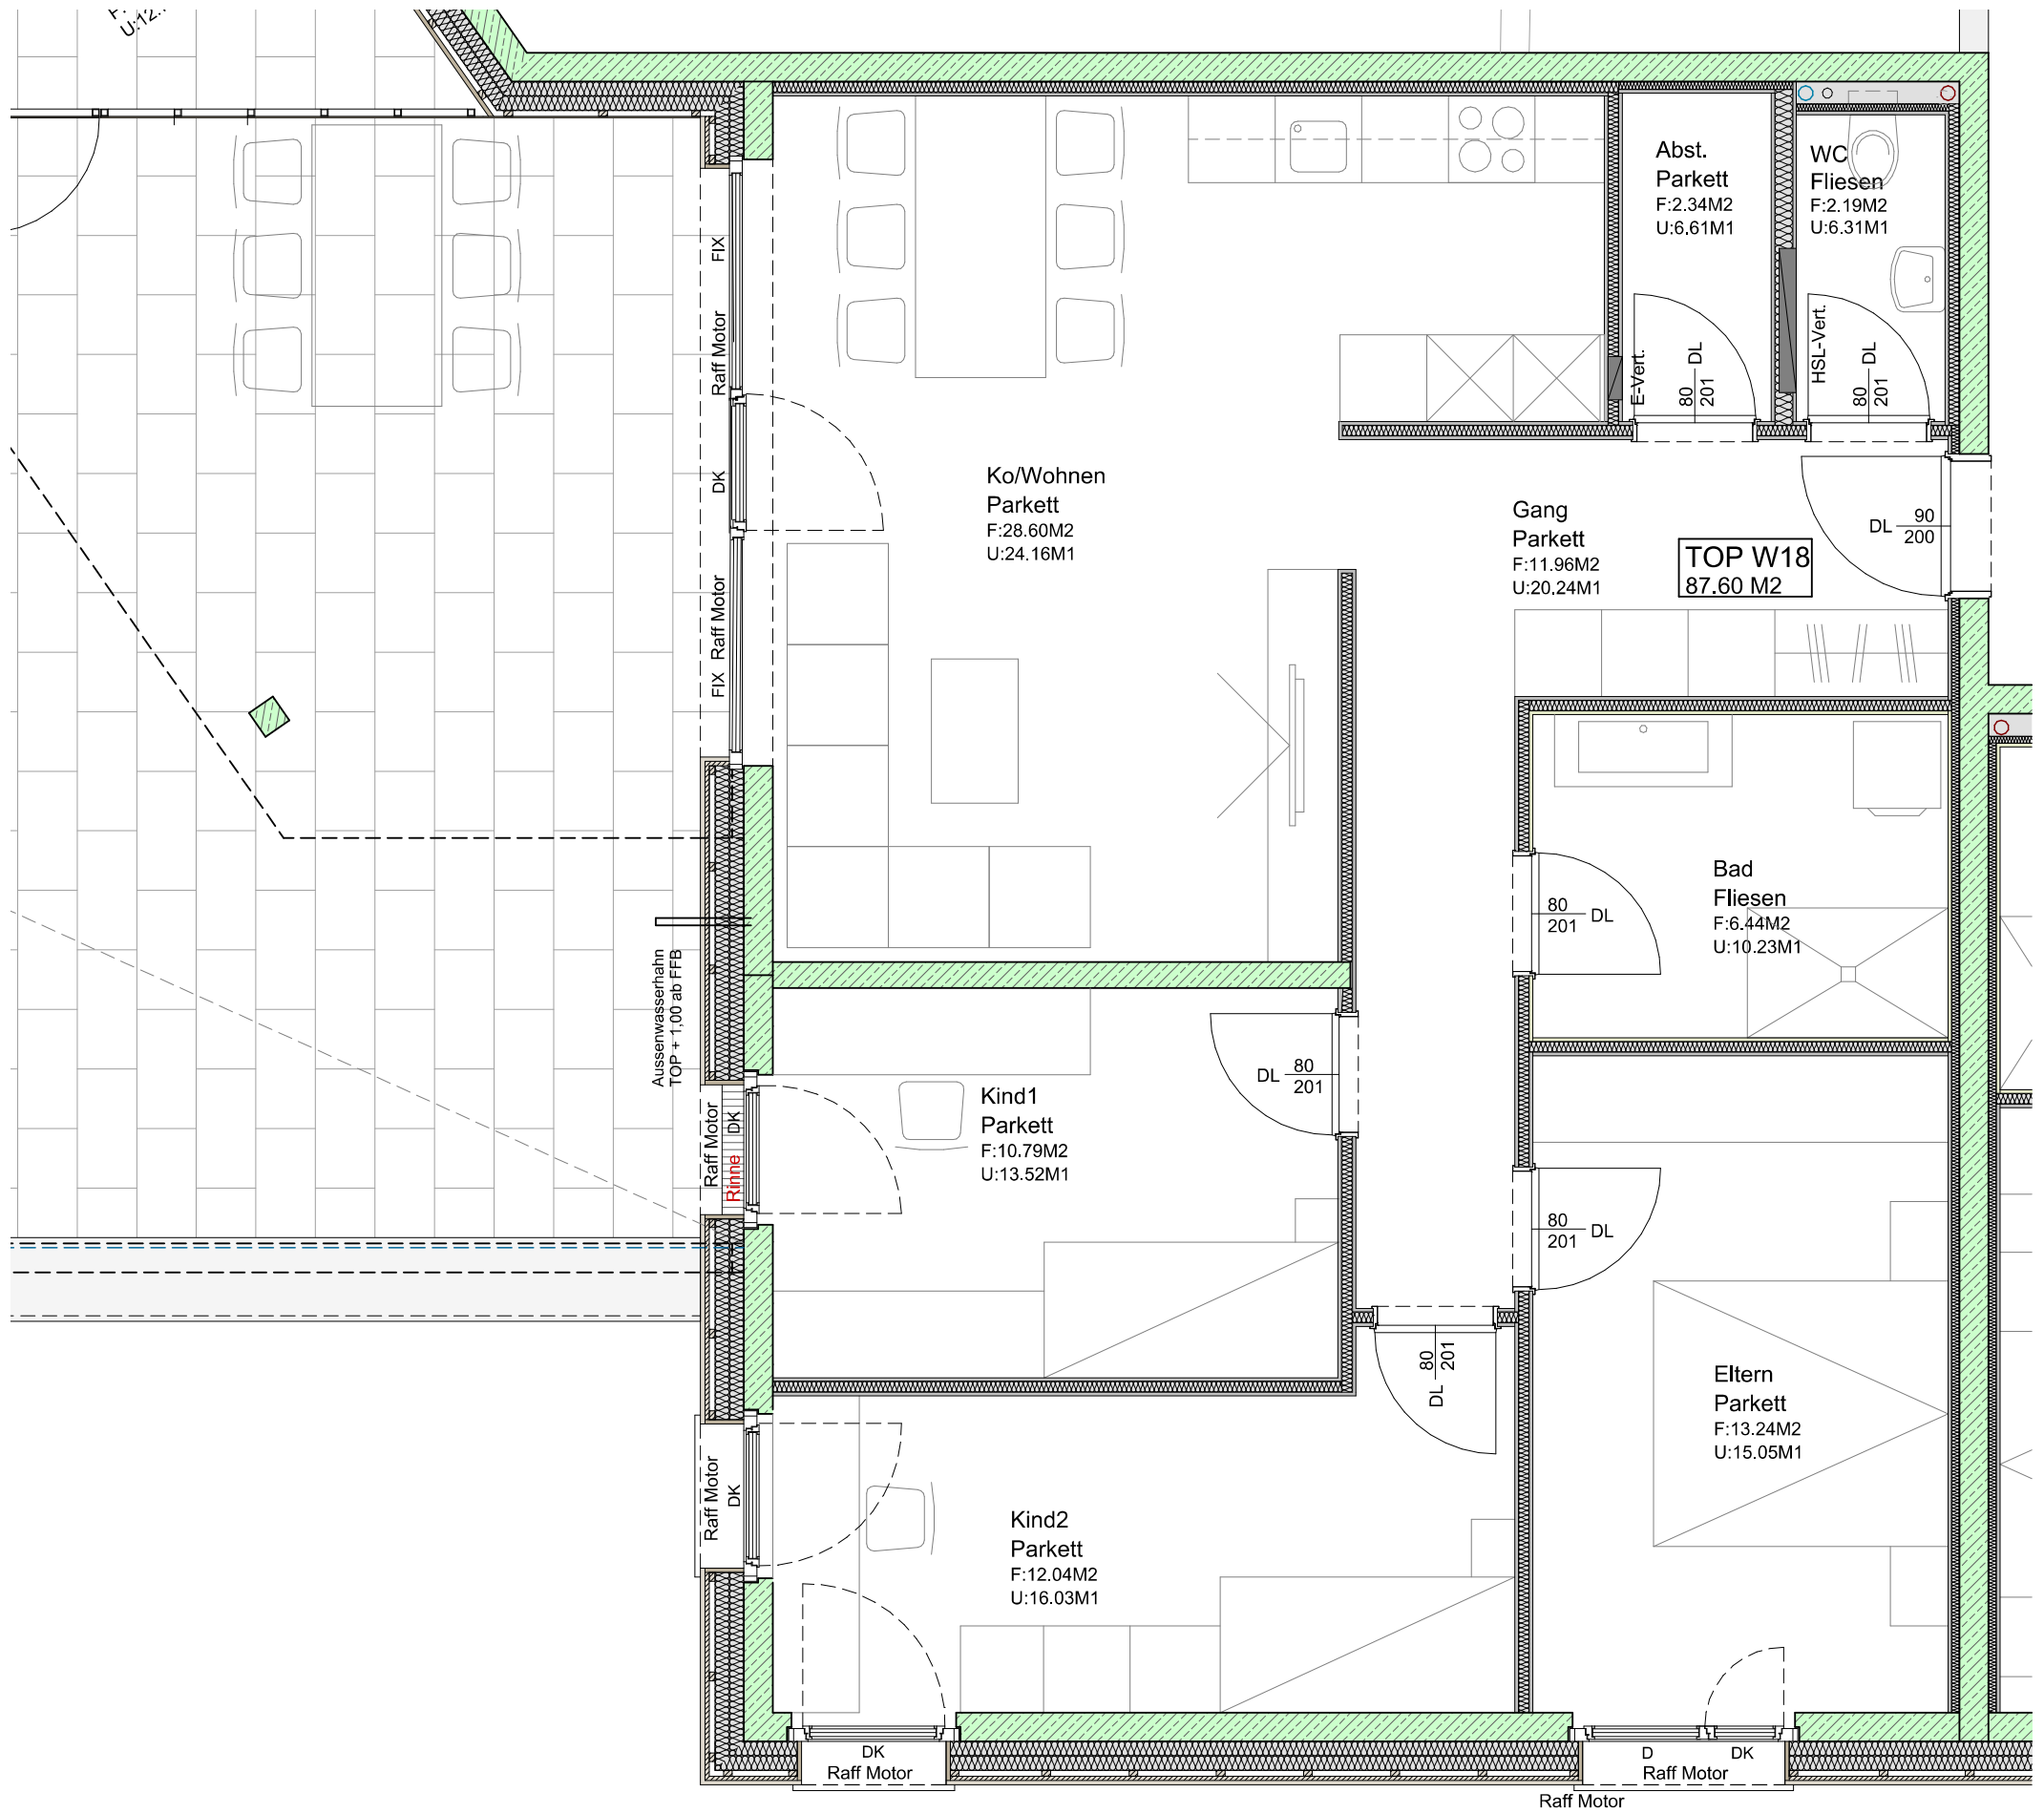 U:12.
Abst.
Parkett
F:2.34M2
U:6.61M1
WC
Fliesen
F:2.19M2
U:6.31M1
FIX
Raff Motor
DK
Raff Motor
FIX
E-Vert.
80
201
DL
HSL-Vert.
80
201
DL
Ko/Wohnen
Parkett
F:28.60M2
U:24.16M1
Gang
Parkett
F:11.96M2
U:20.24M1
TOP W18
87.60 M2
DL
90
200
Bad
Fliesen
F:6.44M2
U:10.23M1
80
201
DL
Aussenwasserhahn
TOP + 1,00 ab FFB
Raff Motor
DK
Rinne
Kind1
Parkett
F:10.79M2
U:13.52M1
DL
80
201
80
201
DL
80
201
DL
Eltern
Parkett
F:13.24M2
U:15.05M1
Raff Motor
DK
Kind2
Parkett
F:12.04M2
U:16.03M1
DK
Raff Motor
D
DK
Raff Motor
Raff Motor